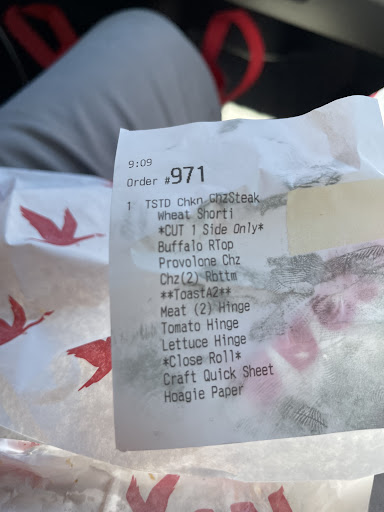 9:09
Order #971
1 TSTD Chkn ChzSteak
Wheat Shorti
*CUT 1 Side Only*
Buffalo RTop
Provolone Chz
Chz(2) Rbttm
**ToastA2**
Meat (2) Hinge
Tomato Hinge
Lettuce Hinge
*Close Roll*
Craft Quick Sheet
Hoagie Paper